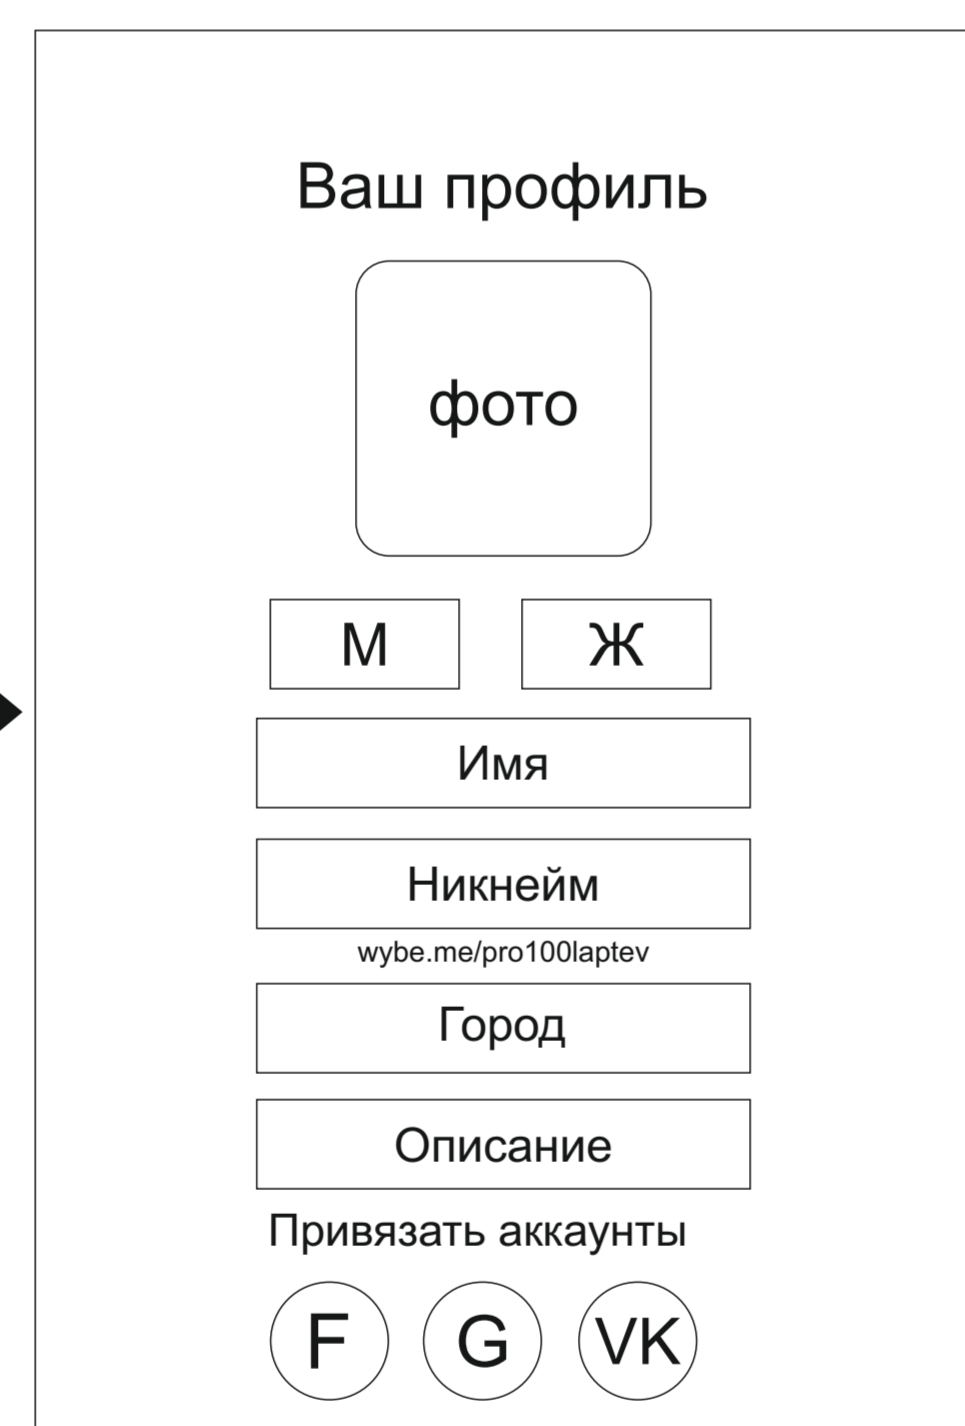 Ваш профиль
фото
М Ж
Имя
Никнейм
wybe.me/pro100laptev
Город
Описание
Привязать аккаунты
F G VK